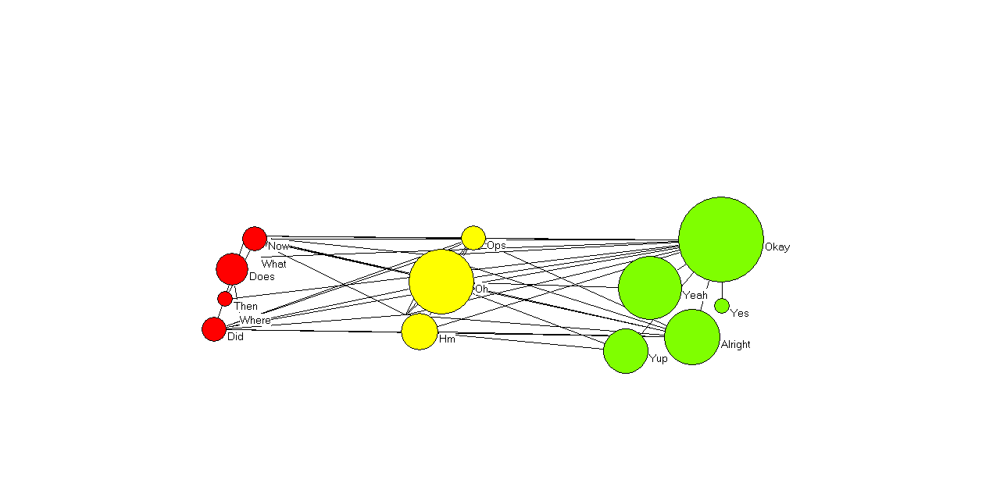 Now
What
Does
Then
Where
Did
Ops
Oh
Hm
Okay
Yeah
Yes
Alright
Yup